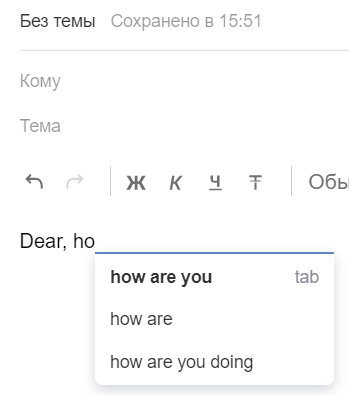 Без темы Сохранено в 15:51
Кому
Тема
Ж К Ч Т Обы
Dear, ho
how are you tab
how are
how are you doing